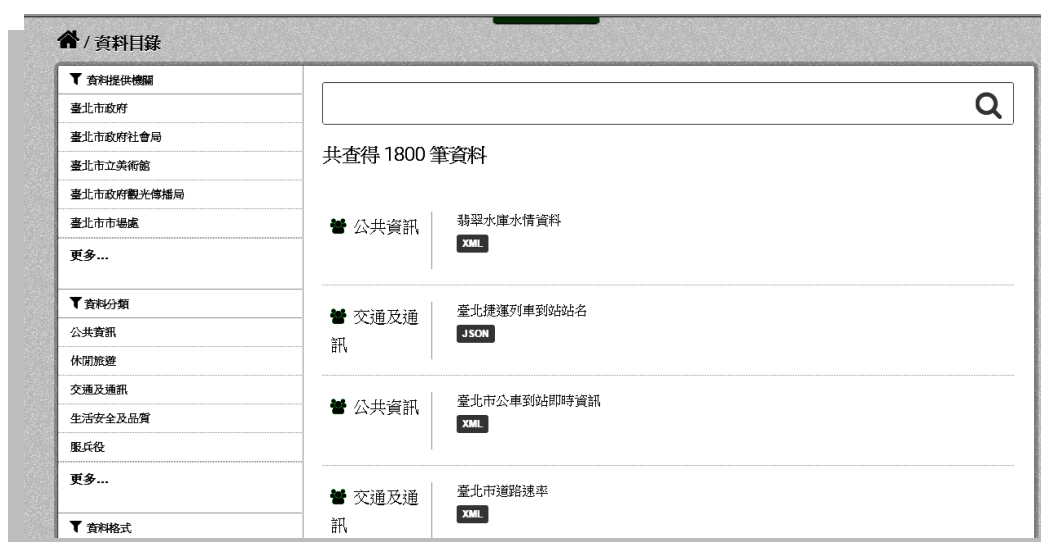 / 資料目錄
資料提供機關
臺北市政府
臺北市政府社會局
臺北市立美術館
臺北市政府觀光傳播局
臺北市市場處
更多...
資料分類
公共資訊
休閒旅遊
交通及通訊
生活安全及品質
服兵役
更多...
資料格式
共查得 1800 筆資料
公共資訊
翡翠水庫水情資料
XML
交通及通
訊
臺北捷運列車到站站名
JSON
公共資訊
臺北市公車到站即時資訊
XML
交通及通
訊
臺北市道路速率
XML